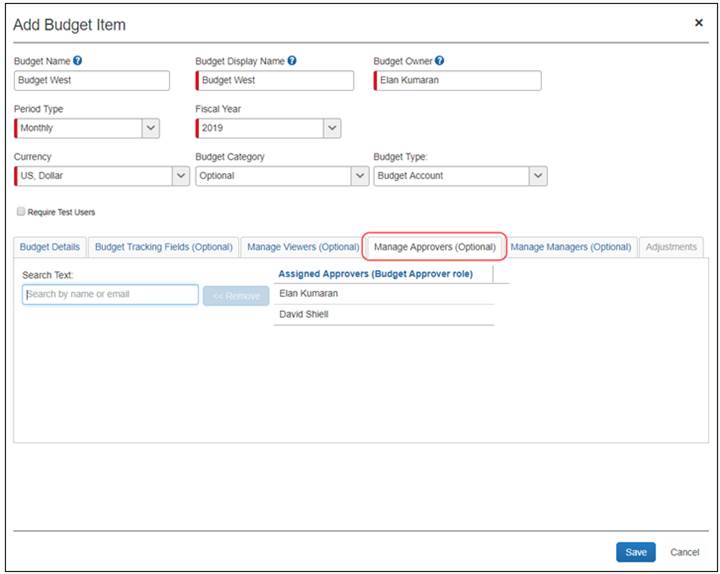 Add Budget Item
Budget Name Budget Display Name Budget Owner
Budget West Budget West Elan Kumaran
Period Type Fiscal Year
Monthly 2019
Currency Budget Category Budget Type:
US, Dollar Optional Budget Account
Require Test Users
Budget Details Budget Tracking Fields (Optional) Manage Viewers (Optional) Manage Approvers (Optional) Manage Managers (Optional) Adjustments
Search Text: Assigned Approvers (Budget Approver role)
Search by name or email << Remove Elan Kumaran
David Shiell
Save Cancel